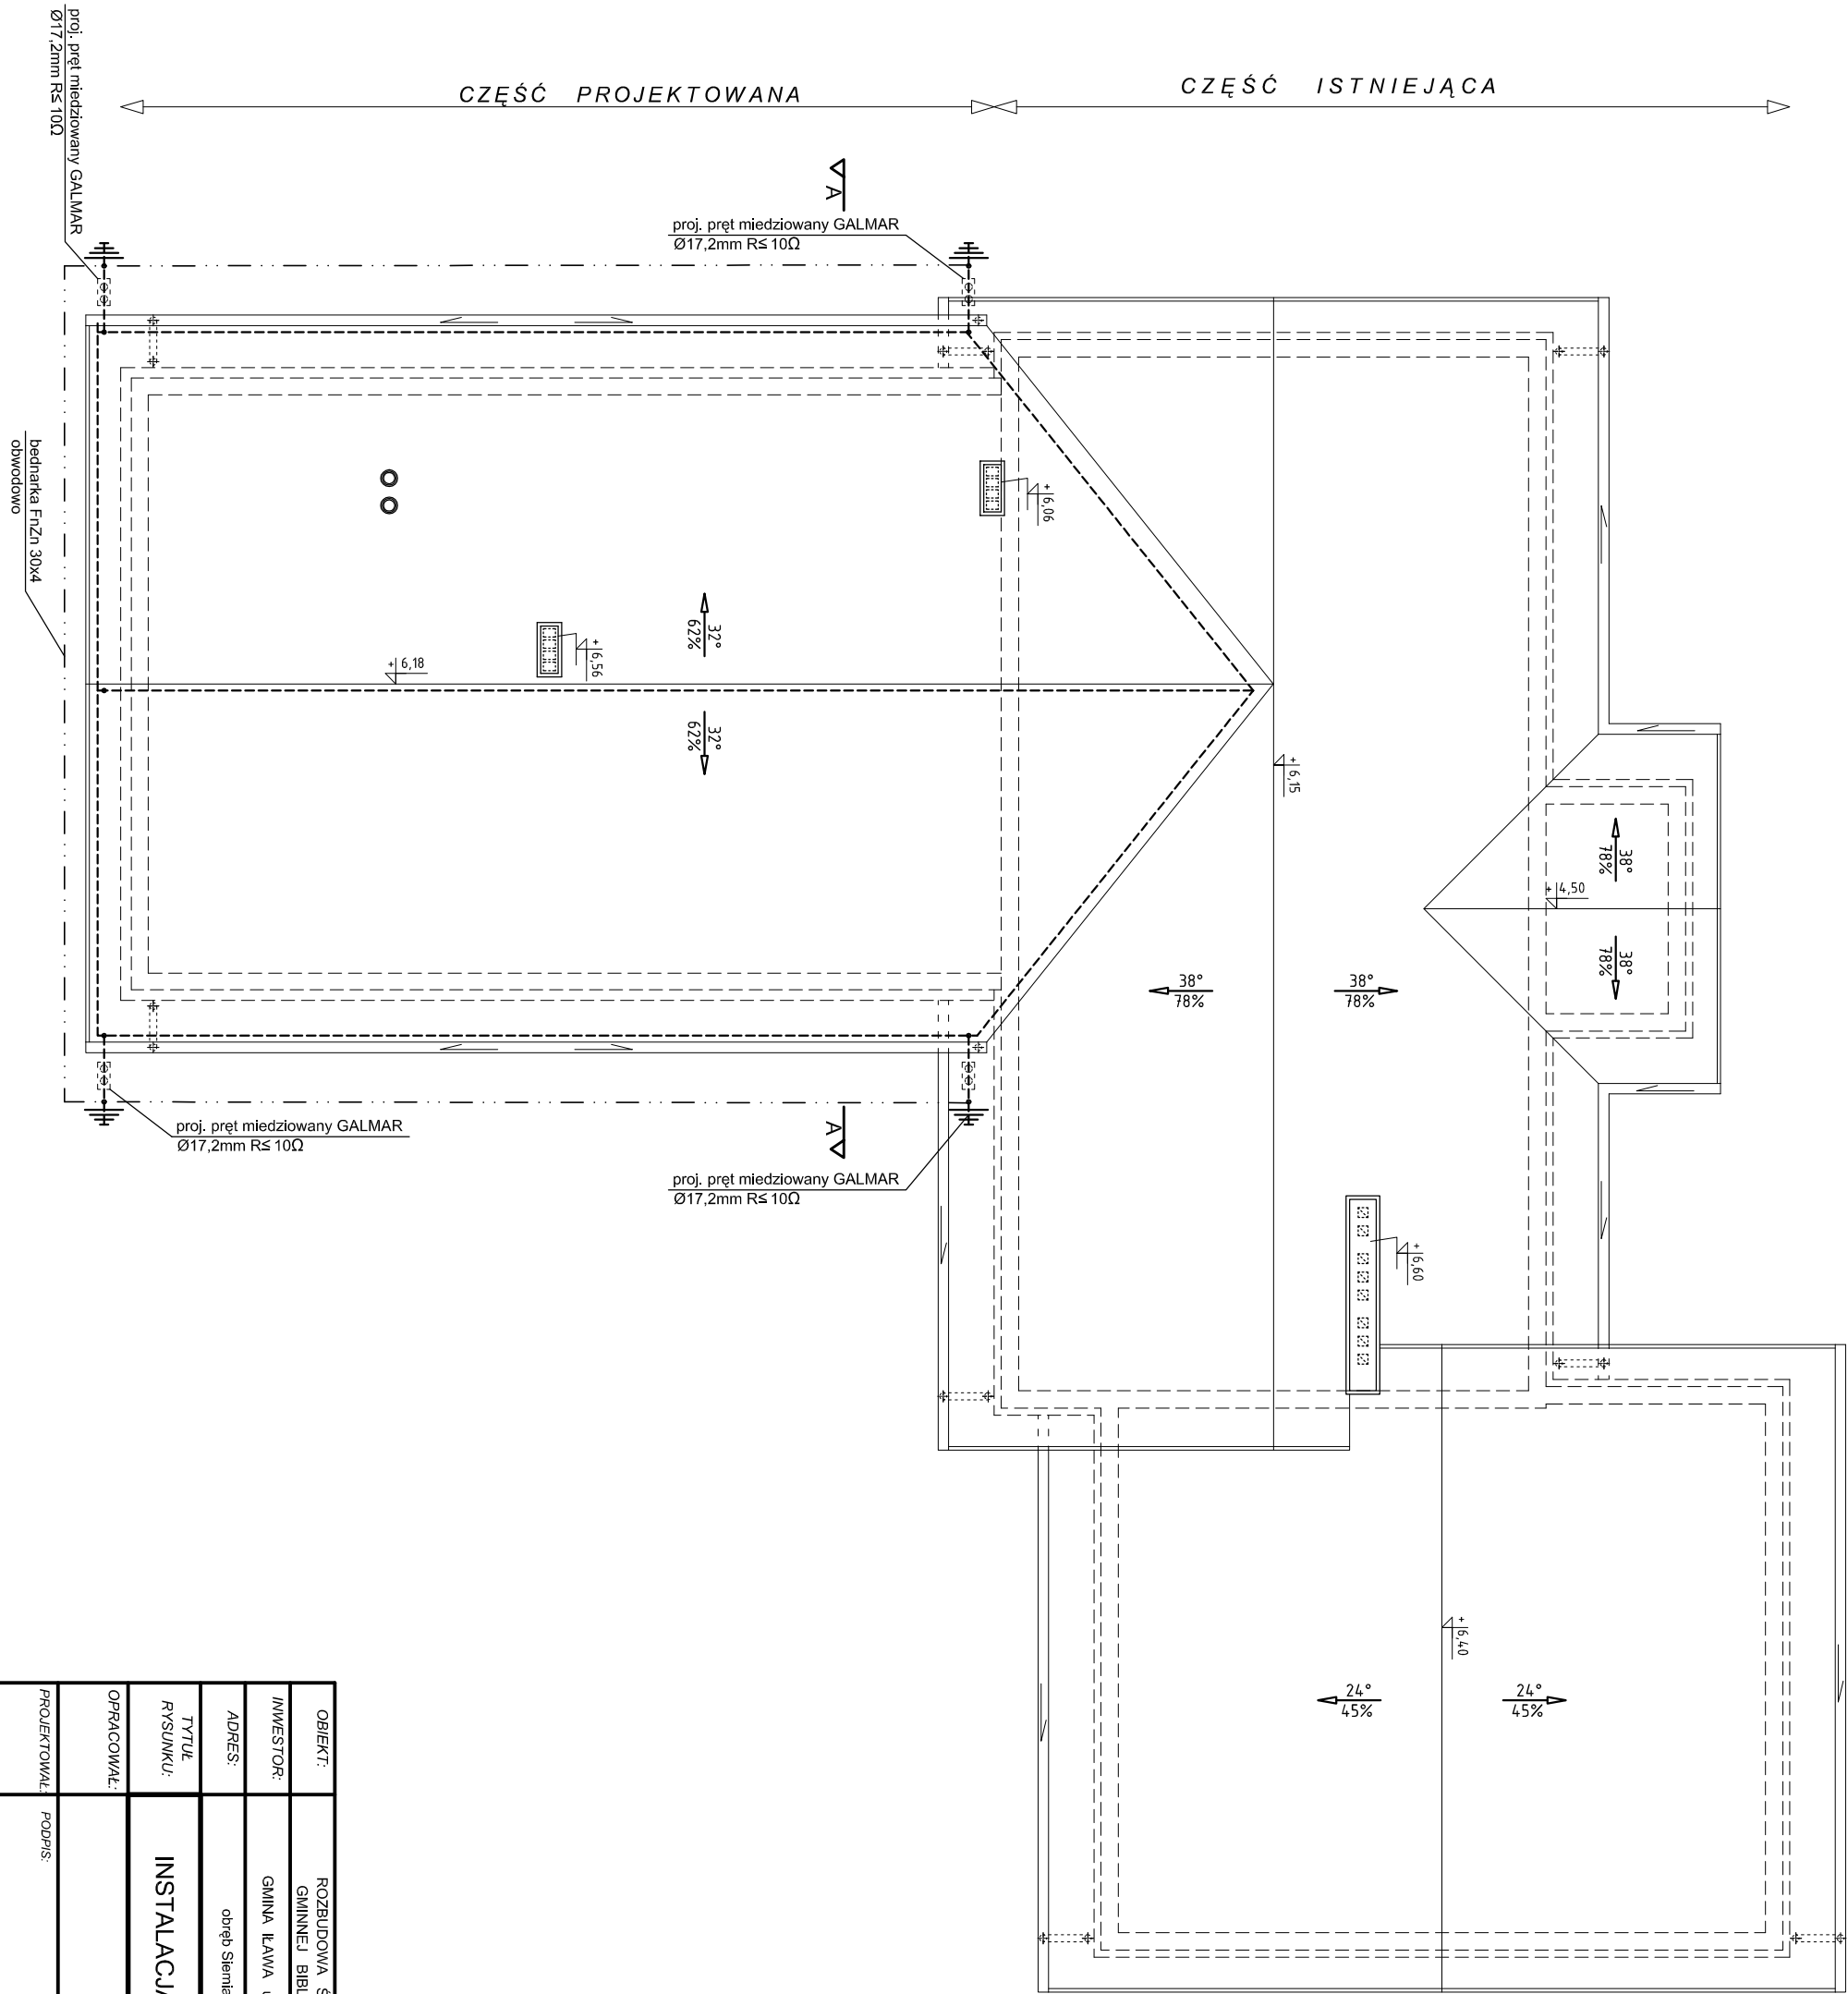 CZĘŚĆ PROJEKTOWANA
CZĘŚĆ ISTNIEJĄCA
proj. pręt miedziowany GALMAR
Ø17,2mm R≤ 10Ω
A
proj. pręt miedziowany GALMAR
Ø17,2mm R≤ 10Ω
bednarka FnZn 30x4
obwodowo
+ 6,06
32°
62%
+ 6,56
+ 6,18
32°
62%
+ 6,15
38°
78%
+ 4,50
38°
78%
38°
78%
38°
78%
proj. pręt miedziowany GALMAR
Ø17,2mm R≤ 10Ω
A
proj. pręt miedziowany GALMAR
Ø17,2mm R≤ 10Ω
+ 6,60
+ 6,40
24°
45%
24°
45%
OBIEKT:
ROZBUDOWA
GMINNEJ
INWESTOR:
GMINA IŁAWA
ADRES:
obręb
TYTUŁ
RYSUNKU:
INSTALACJA
OPRACOWAŁ:
PROJEKTOWAŁ:
PODPIS: